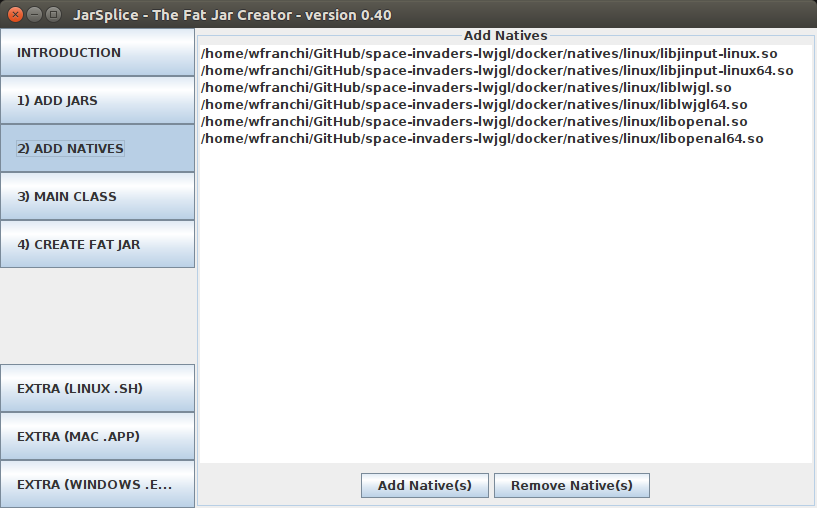 JarSplice - The Fat Jar Creator - version 0.40
INTRODUCTION
1) ADD JARS
2) ADD NATIVES
3) MAIN CLASS
4) CREATE FAT JAR
EXTRA (LINUX .SH)
EXTRA (MAC .APP)
EXTRA (WINDOWS .E...
Add Natives
/home/wfranchi/GitHub/space-invaders-lwjgl/docker/natives/linux/libjinput-linux.so
/home/wfranchi/GitHub/space-invaders-lwjgl/docker/natives/linux/libjinput-linux64.so
/home/wfranchi/GitHub/space-invaders-lwjgl/docker/natives/linux/liblwjgl.so
/home/wfranchi/GitHub/space-invaders-lwjgl/docker/natives/linux/liblwjgl64.so
/home/wfranchi/GitHub/space-invaders-lwjgl/docker/natives/linux/libopenal.so
/home/wfranchi/GitHub/space-invaders-lwjgl/docker/natives/linux/libopenal64.so
Add Native(s)
Remove Native(s)